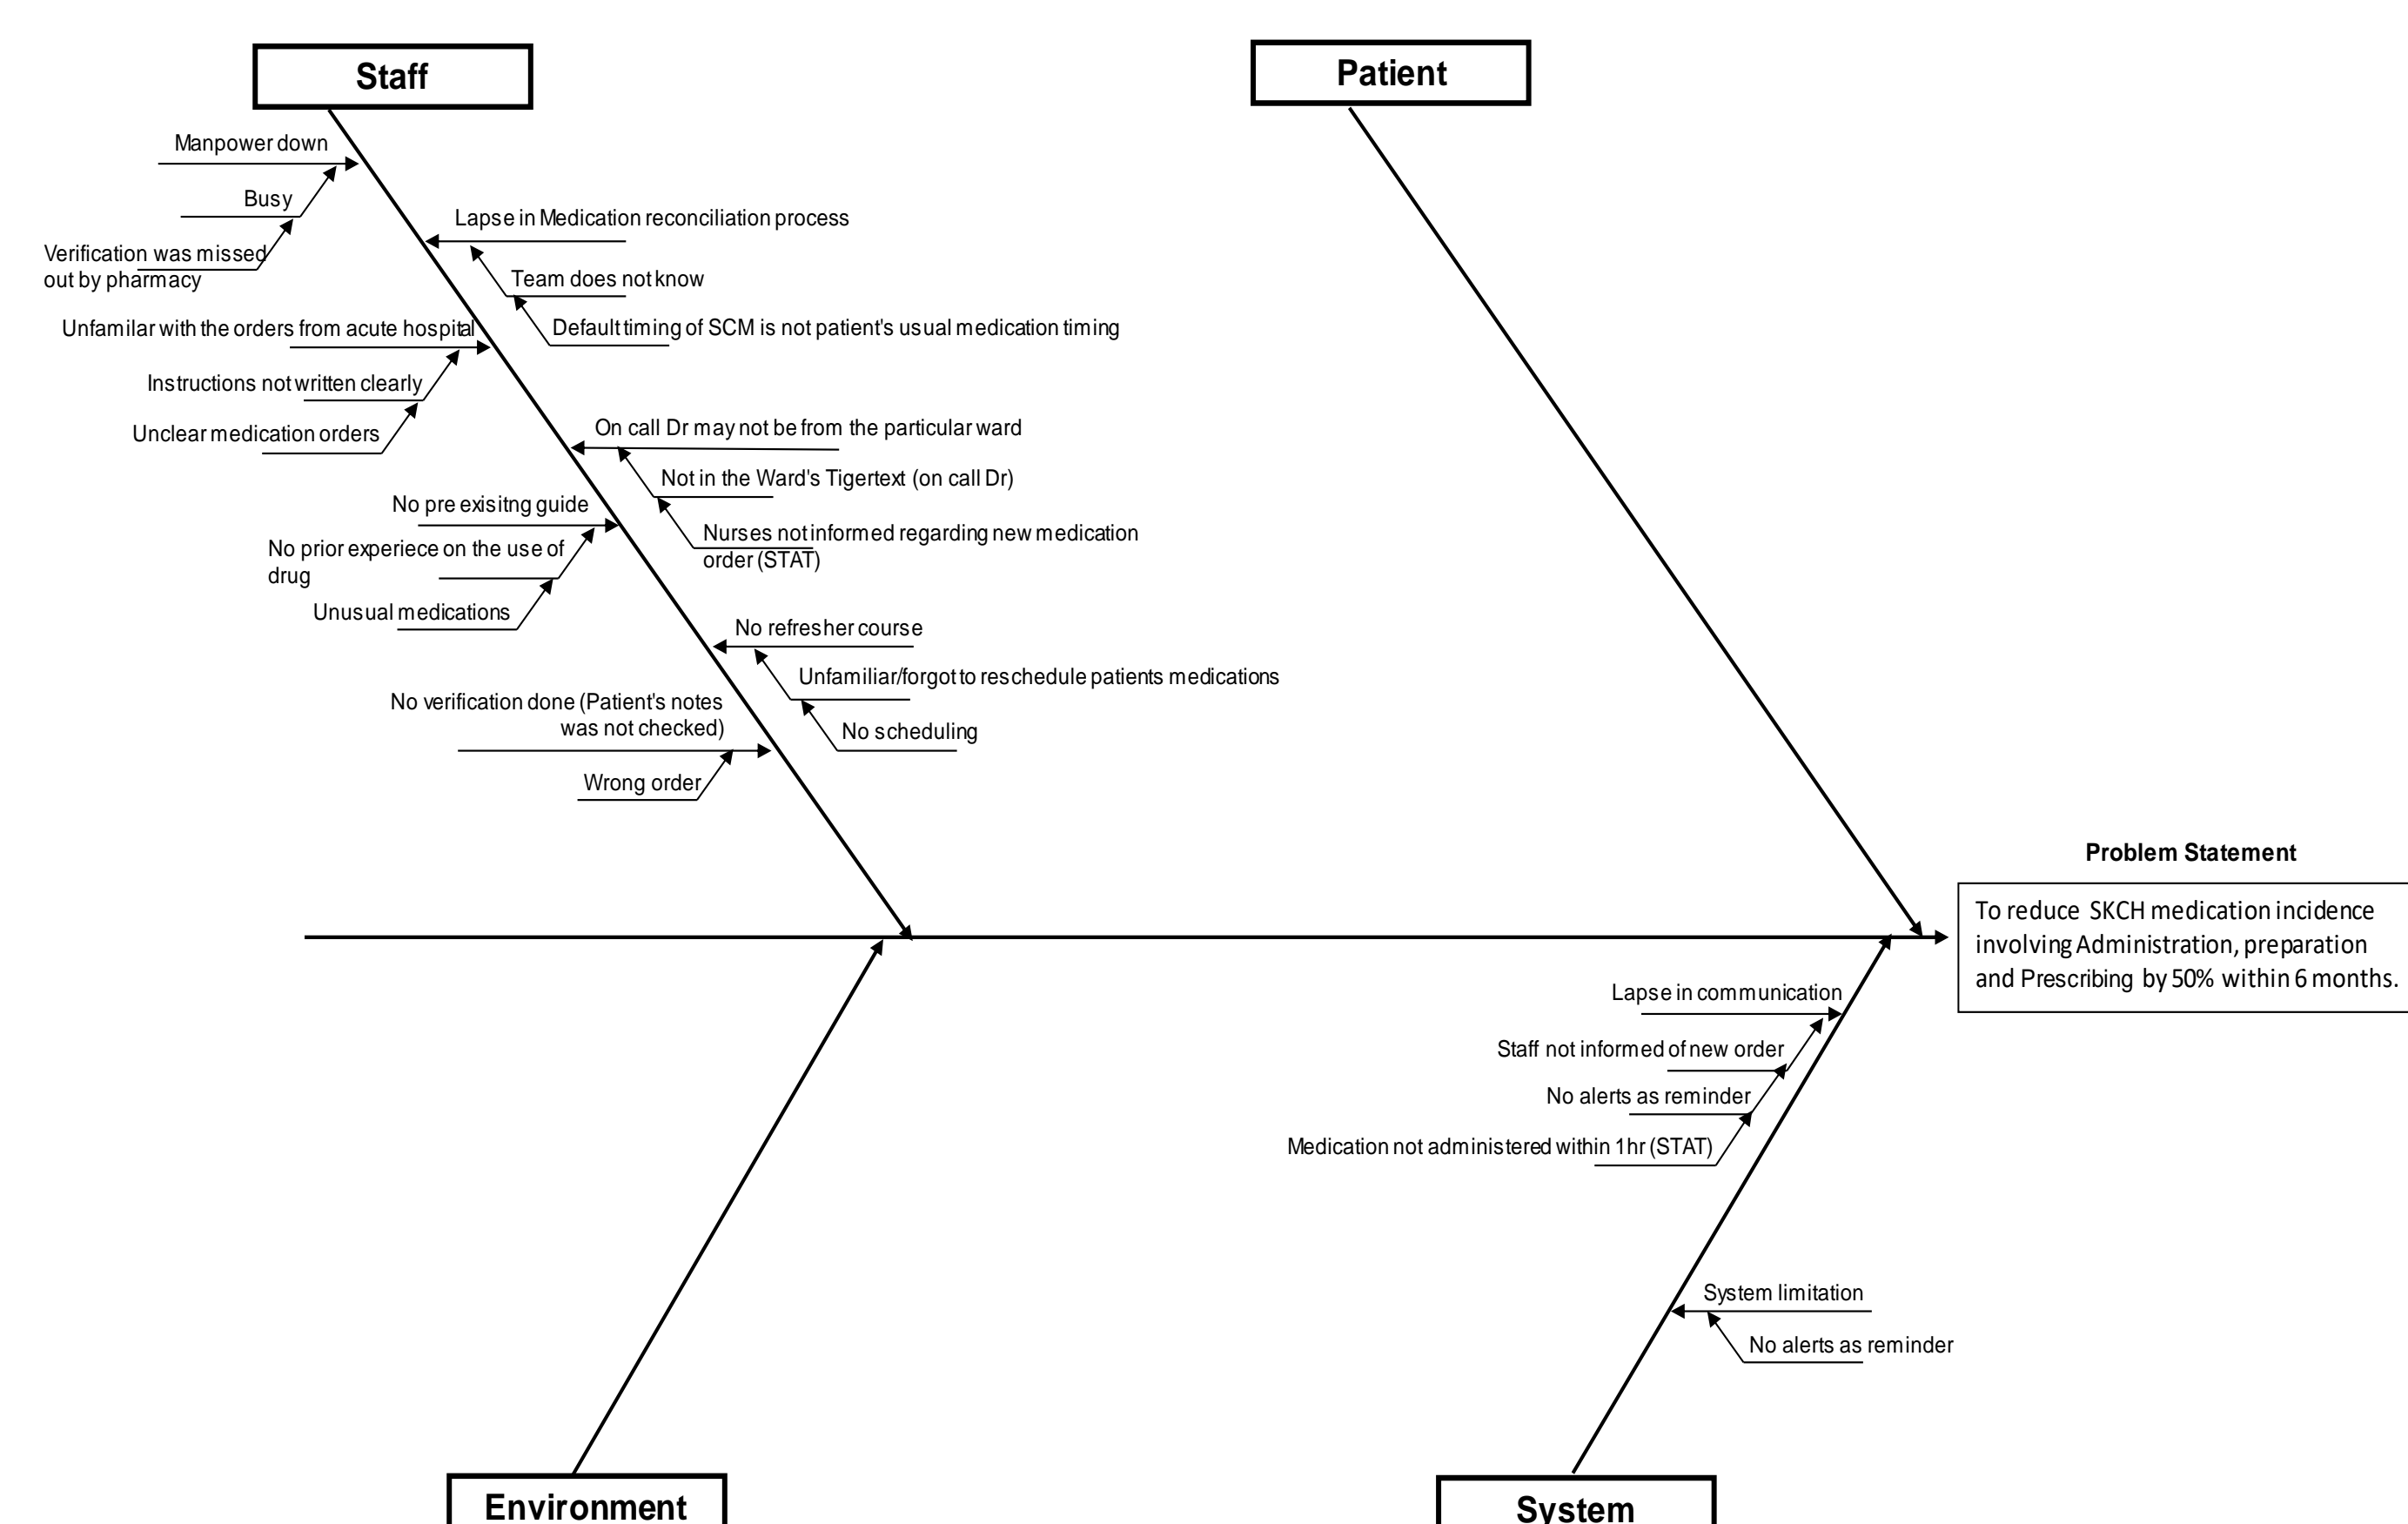 Staff
Patient
Manpower down
Busy
Verification was missed
out by pharmacy
Lapse in Medication reconciliation process
Team does not know
Default timing of SCM is not patient's usual medication timing
Unfamilar with the orders from acute hospital
Instructions not written clearly
Unclear medication orders
On call Dr may not be from the particular ward
Not in the Ward's Tigertext (on call Dr)
Nurses not informed regarding new medication
order (STAT)
No pre exisitng guide
No prior experiece on the use of
drug
Unusual medications
No refresher course
Unfamiliar/forgot to reschedule patients medications
No scheduling
No verification done (Patient's notes
was not checked)
Wrong order
Problem Statement
To reduce SKCH medication incidence
involving Administration, preparation
and Prescribing by 50% within 6 months.
Lapse in communication
Staff not informed of new order
No alerts as reminder
Medication not administered within 1hr (STAT)
System limitation
No alerts as reminder
Environment
System